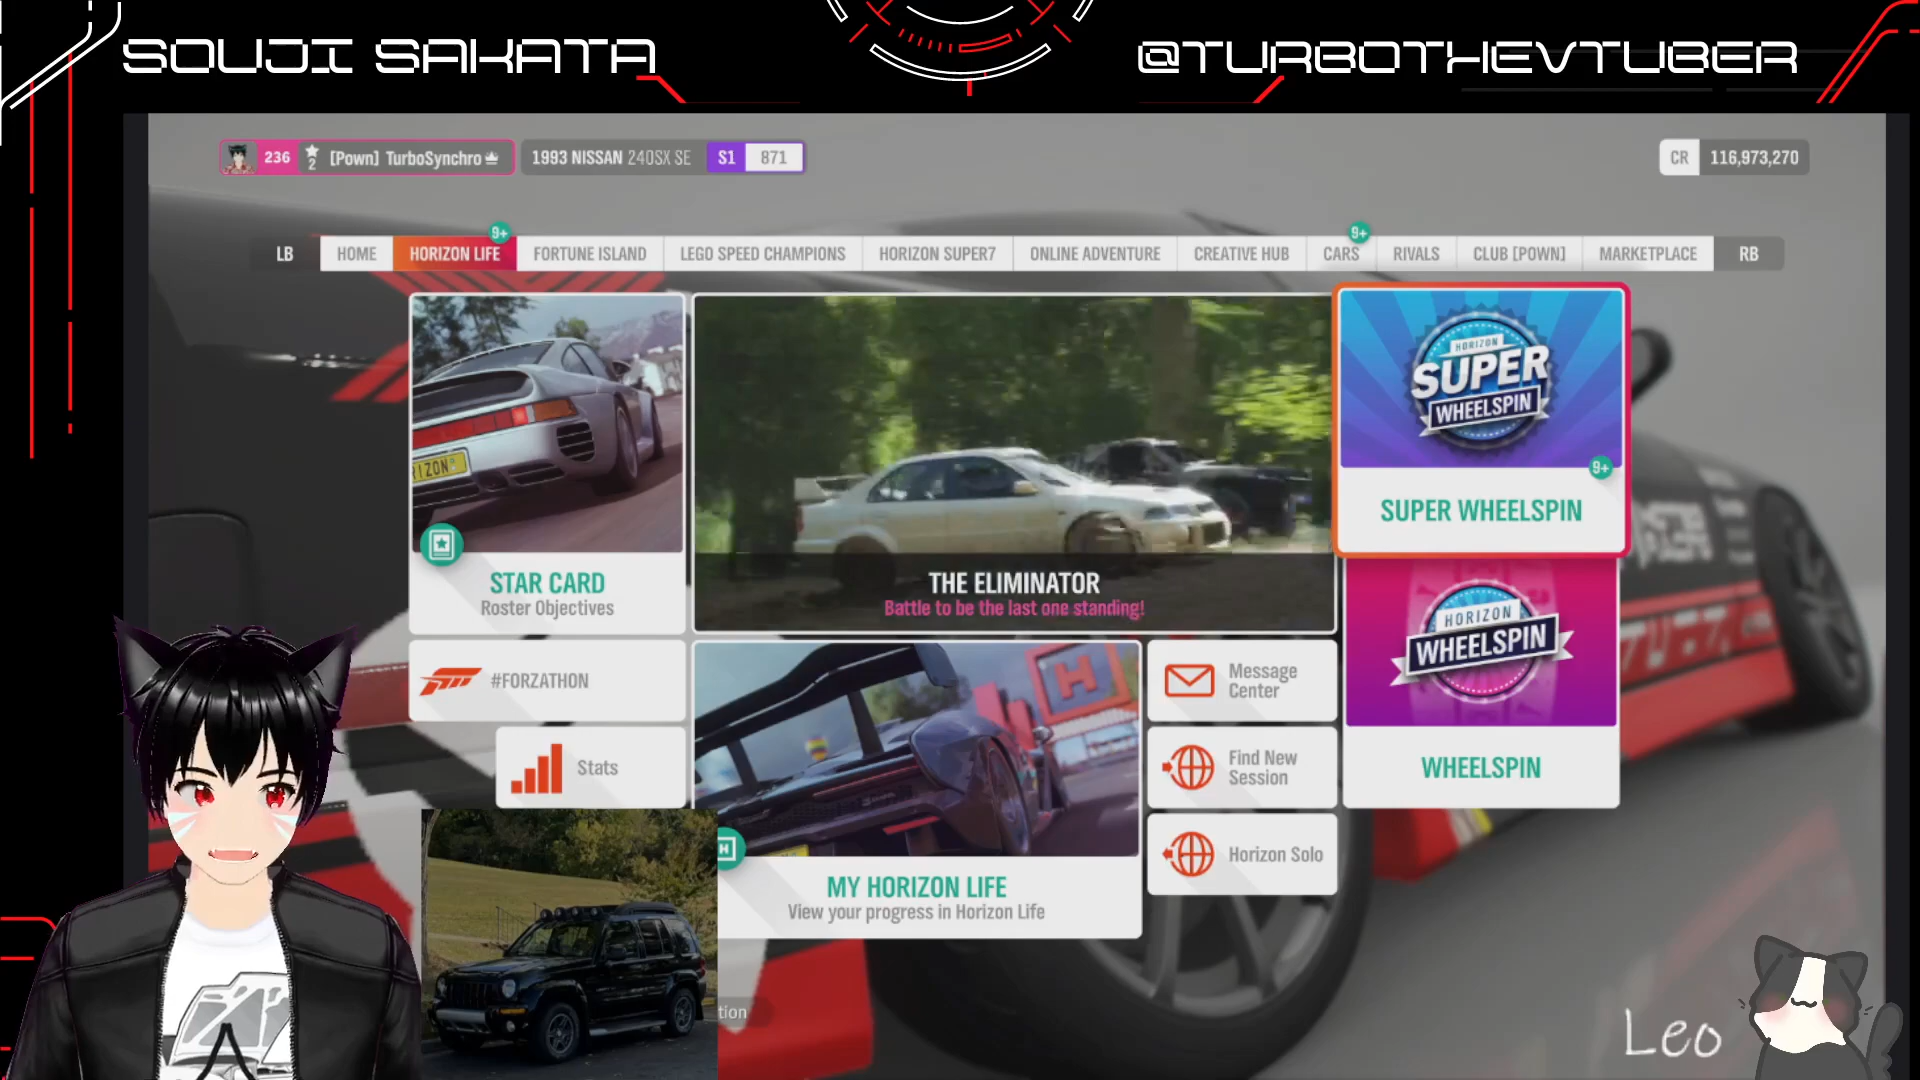 SOUJI SAKATA
@TURBOTHEVTUBER
236 2 [Pown] TurboSynchro
1993 NISSAN 240SX SE S1 871
CR 116,973,270
9+ 9+
LB HOME HORIZON LIFE FORTUNE ISLAND LEGO SPEED CHAMPIONS HORIZON SUPER7 ONLINE ADVENTURE CREATIVE HUB CARS RIVALS CLUB [POWN] MARKETPLACE RB
HORIZON
SUPER
WHEELSPIN
9+
SUPER WHEELSPIN
RIZON
STAR CARD
Roster Objectives
THE ELIMINATOR
Battle to be the last one standing!
HORIZON
WHEELSPIN
WHEELSPIN
#FORZATHON
Stats
H
H
MY HORIZON LIFE
View your progress in Horizon Life
Message
Center
Find New
Session
Horizon Solo
tion
Leo